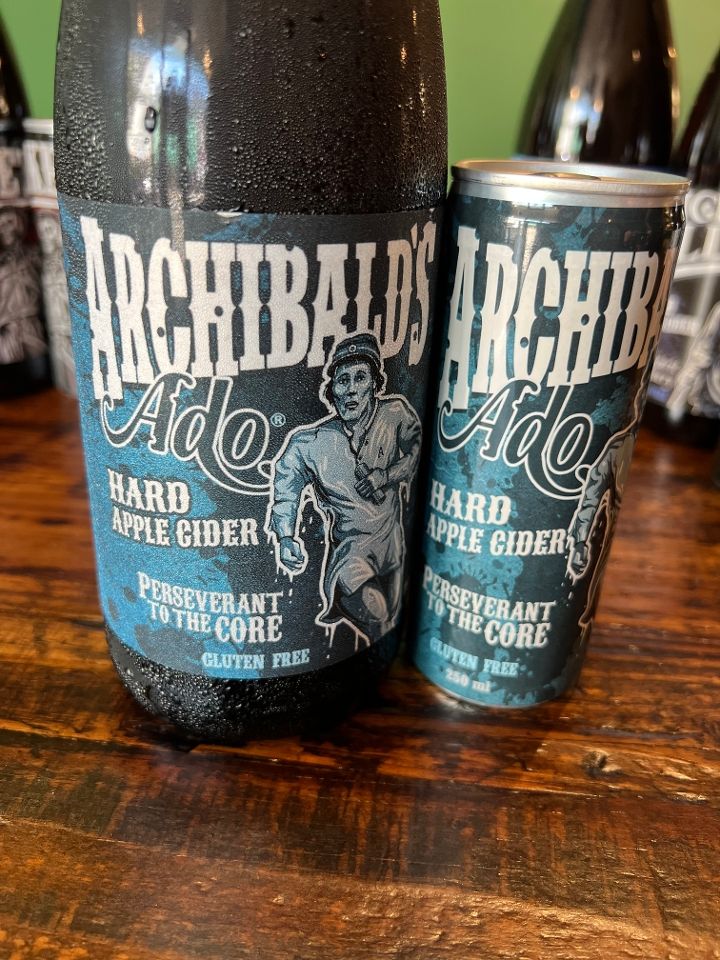 ARCHIBALD'S
Ado®
HARD
APPLE CIDER
PERSEVERANT
TO THE CORE
GLUTEN FREE
ARCHIBA
Ado
HARD
APPLE CIDER
PERSEVERANT
TO THE CORE
GLUTEN FREE
250 ml